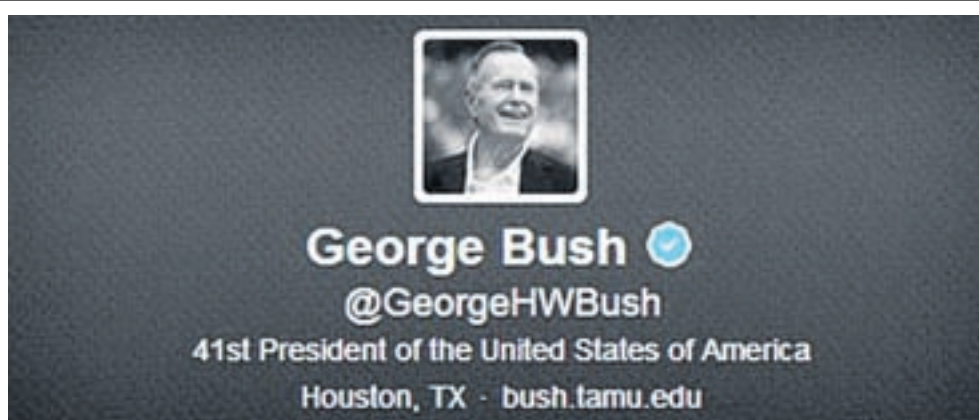 George Bush
@GeorgeHWBush
41st President of the United States of America
Houston, TX · bush.tamu.edu